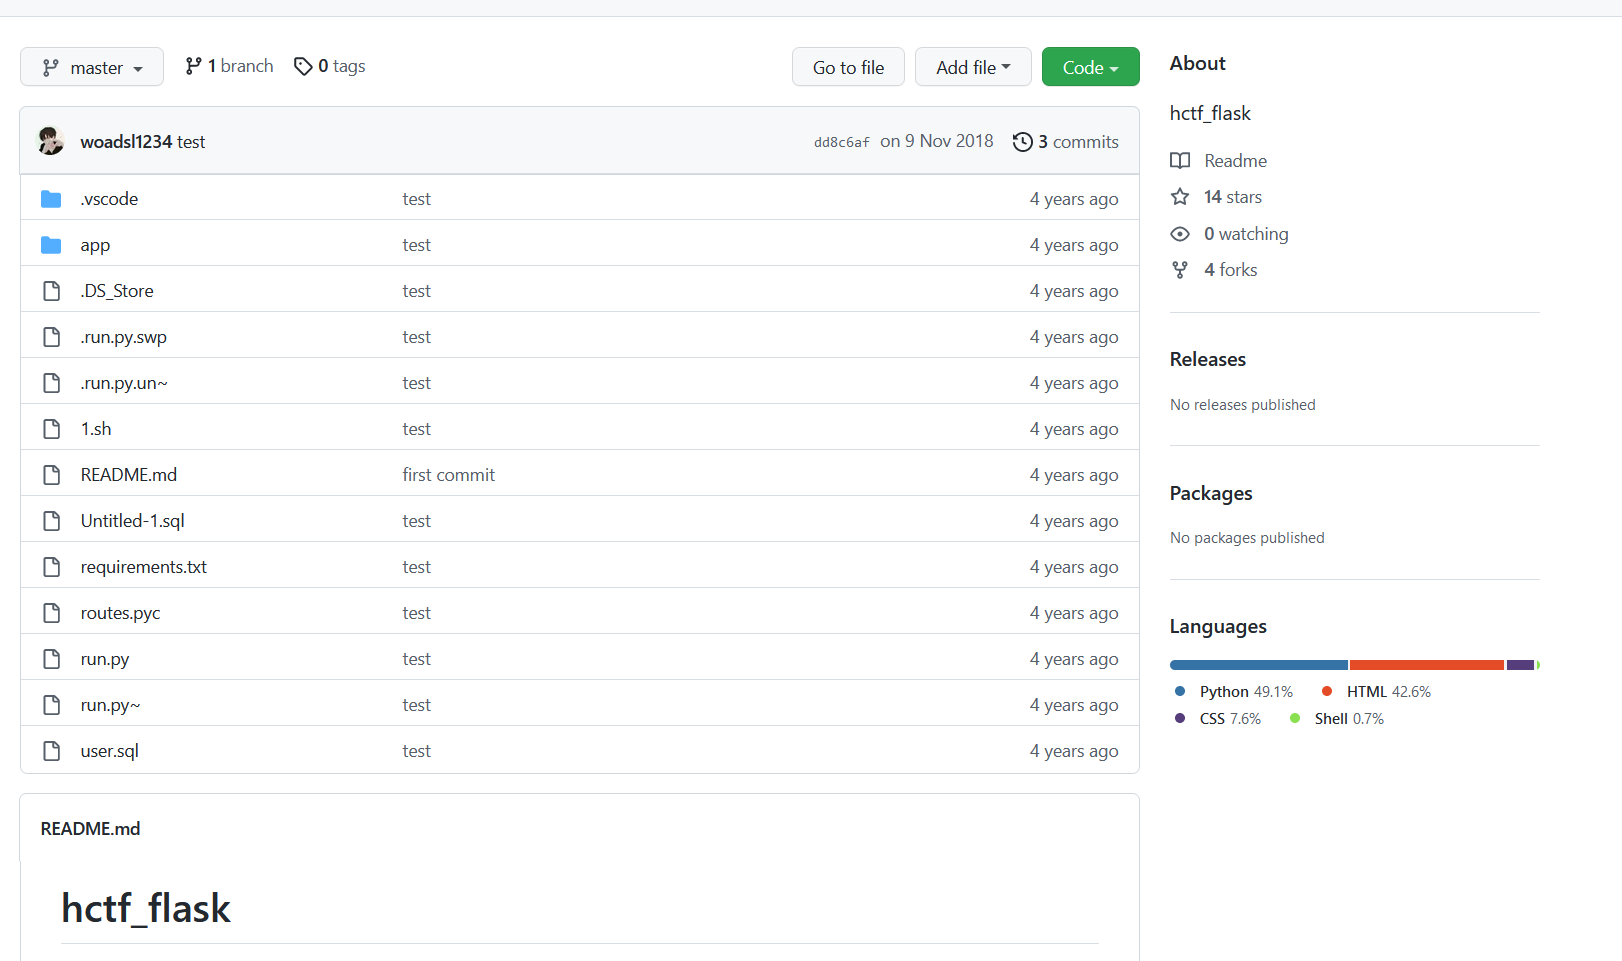 master 1 branch 0 tags Go to file Add file Code
woadsl1234 test dd8c6af on 9 Nov 2018 3 commits
.vscode test 4 years ago
app test 4 years ago
.DS_Store test 4 years ago
.run.py.swp test 4 years ago
.run.py.un~ test 4 years ago
1.sh test 4 years ago
README.md first commit 4 years ago
Untitled-1.sql test 4 years ago
requirements.txt test 4 years ago
routes.pyc test 4 years ago
run.py test 4 years ago
run.py~ test 4 years ago
user.sql test 4 years ago
README.md
hctf_flask
About
hctf_flask
Readme
14 stars
0 watching
4 forks
Releases
No releases published
Packages
No packages published
Languages
Python 49.1% HTML 42.6%
CSS 7.6% Shell 0.7%